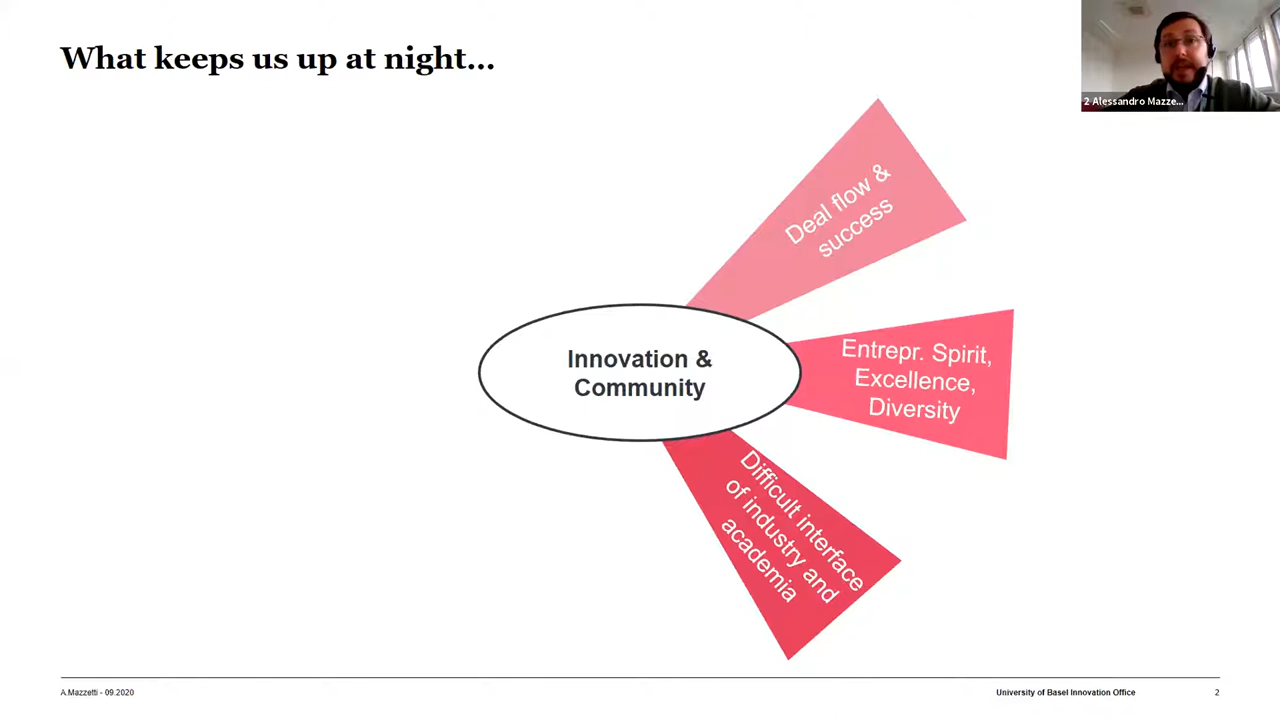 What keeps us up at night...
2 Alessandro Mazze...
Deal flow &
success
Innovation &
Community
Entrepr. Spirit,
Excellence,
Diversity
Difficult interface
of industry and
academia
A.Mazzetti - 09.2020
University of Basel Innovation Office
2